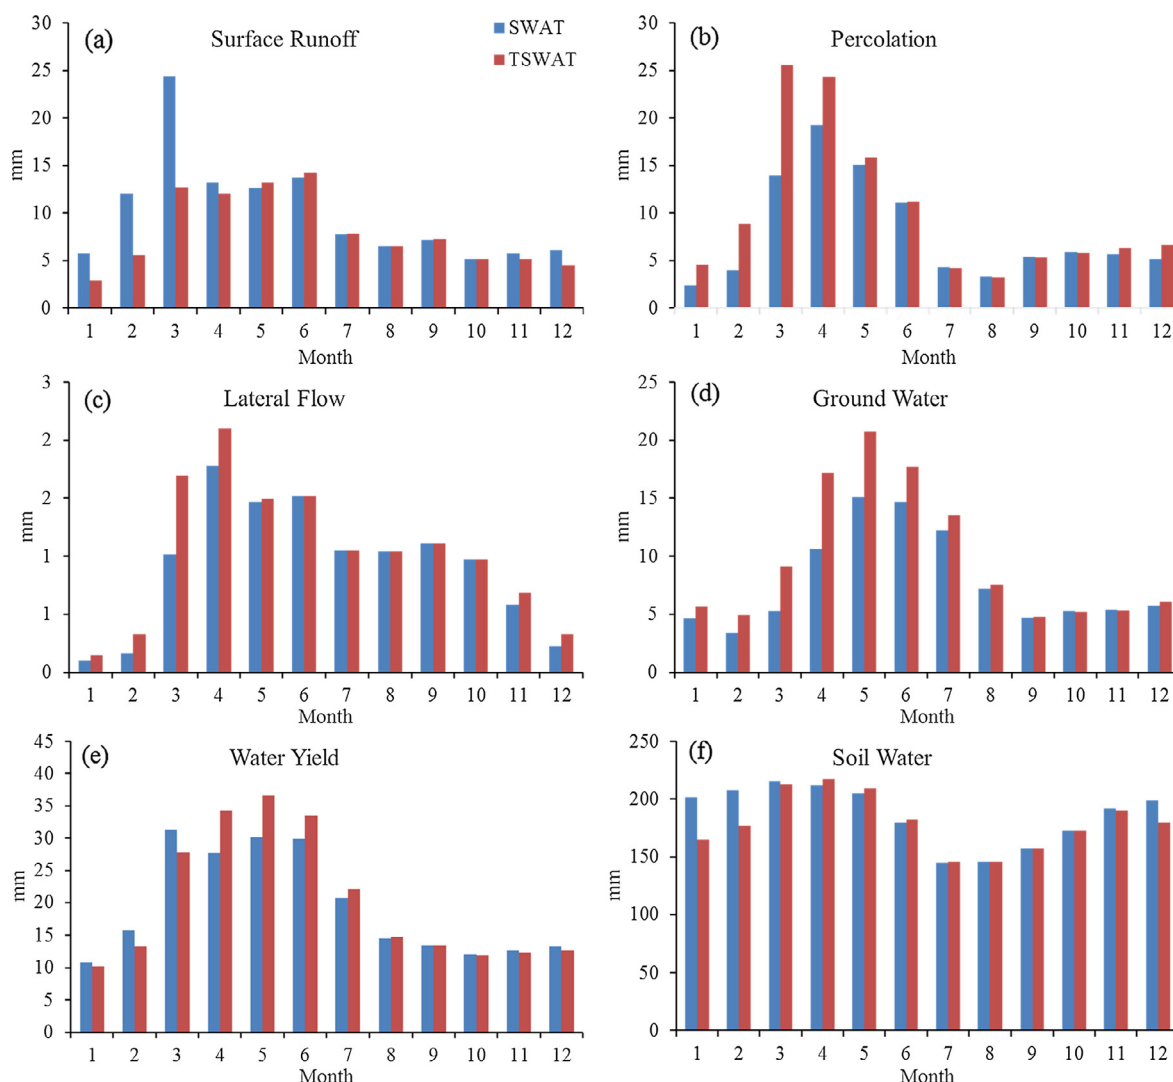 (a) Surface Runoff
SWAT
TSWAT
30
25
20
15
10
5
0
mm
1 2 3 4 5 6 7 8 9 10 11 12
Month
(b) Percolation
30
25
20
15
10
5
0
mm
1 2 3 4 5 6 7 8 9 10 11 12
Month
(c) Lateral Flow
3
2
2
1
1
0
mm
1 2 3 4 5 6 7 8 9 10 11 12
Month
(d) Ground Water
25
20
15
10
5
0
mm
1 2 3 4 5 6 7 8 9 10 11 12
Month
(e) Water Yield
45
40
35
30
25
20
15
10
5
0
mm
1 2 3 4 5 6 7 8 9 10 11 12
Month
(f) Soil Water
250
200
150
100
50
0
mm
1 2 3 4 5 6 7 8 9 10 11 12
Month